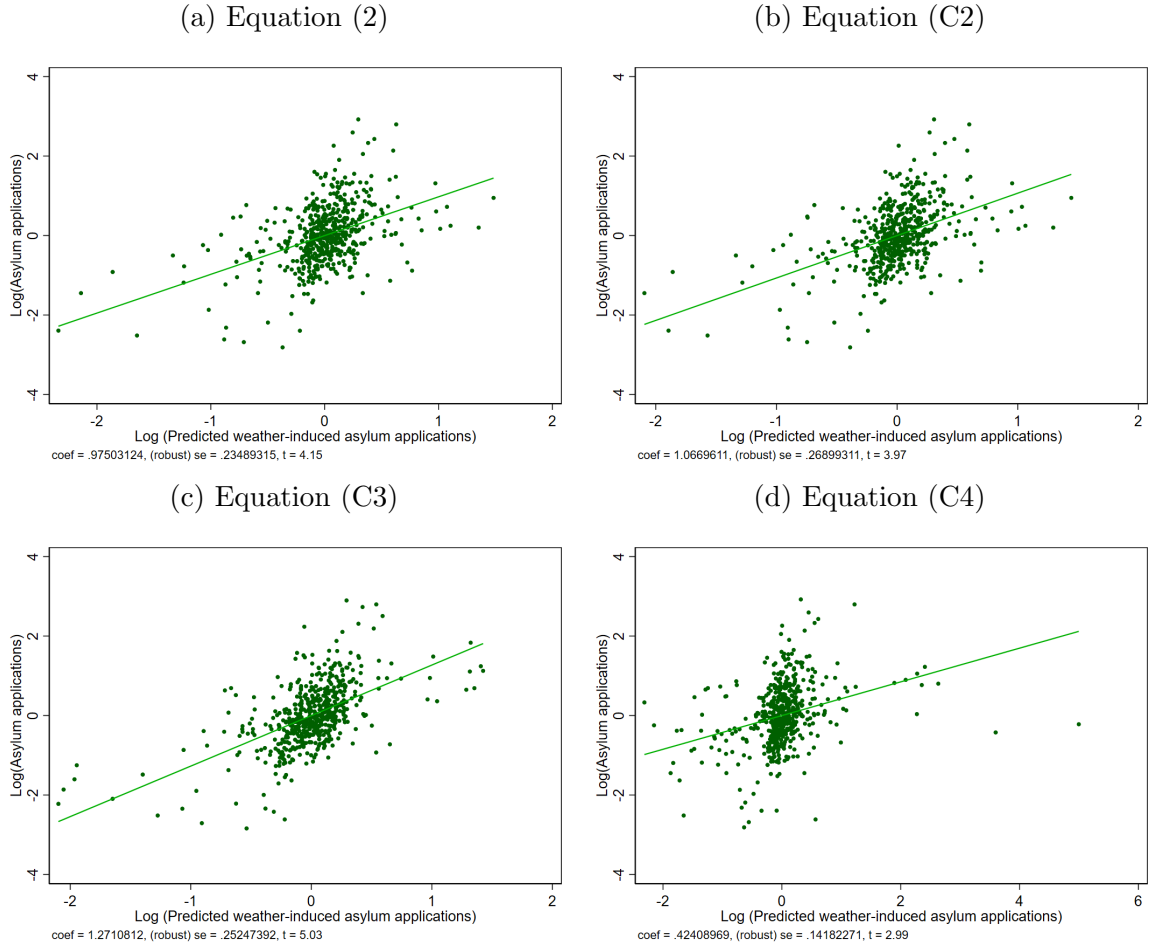 (a) Equation (2)
(b) Equation (C2)
4
2
0
-2
-4
Log(Asylum applications)
-2 -1 0 1 2
Log (Predicted weather-induced asylum applications)
coef = .97503124, (robust) se = .23489315, t = 4.15
4
2
0
-2
-4
Log(Asylum applications)
-2 -1 0 1 2
Log (Predicted weather-induced asylum applications)
coef = 1.0669611, (robust) se = .26899311, t = 3.97
(c) Equation (C3)
(d) Equation (C4)
4
2
0
-2
-4
Log(Asylum applications)
-2 -1 0 1 2
Log (Predicted weather-induced asylum applications)
coef = 1.2710812, (robust) se = .25247392, t = 5.03
4
2
0
-2
-4
Log(Asylum applications)
-2 0 2 4 6
Log (Predicted weather-induced asylum applications)
coef = .42408969, (robust) se = .14182271, t = 2.99